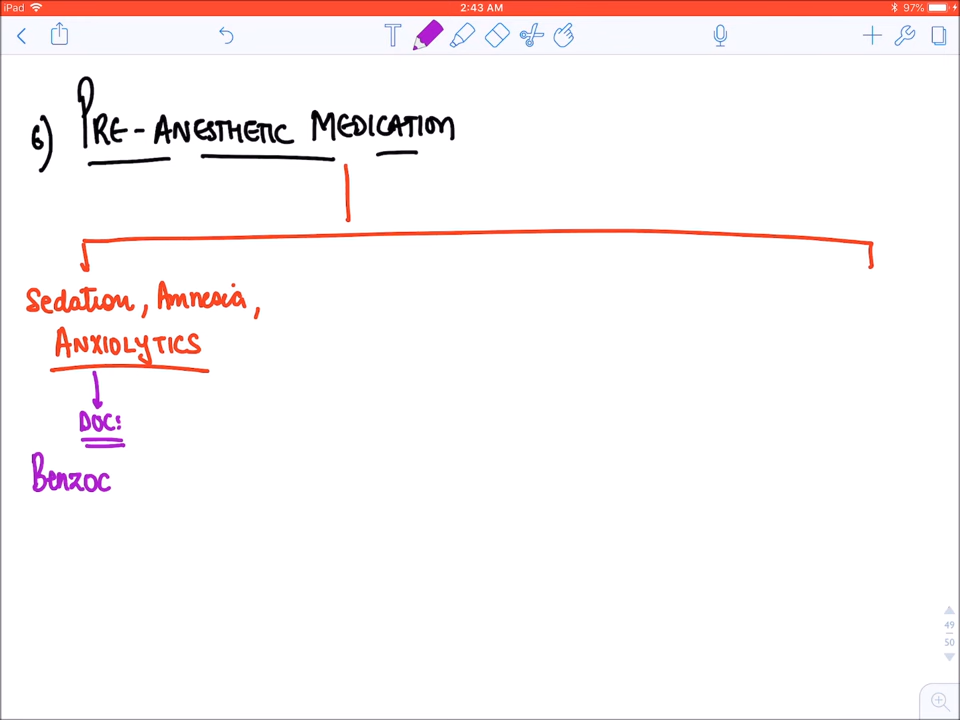 iPad 2:43 AM 97%
T
6) PRE-ANESTHETIC MEDICATION
Sedation, Amnesia,
ANXIOLYTICS
DOC:
Benzoc
49
50